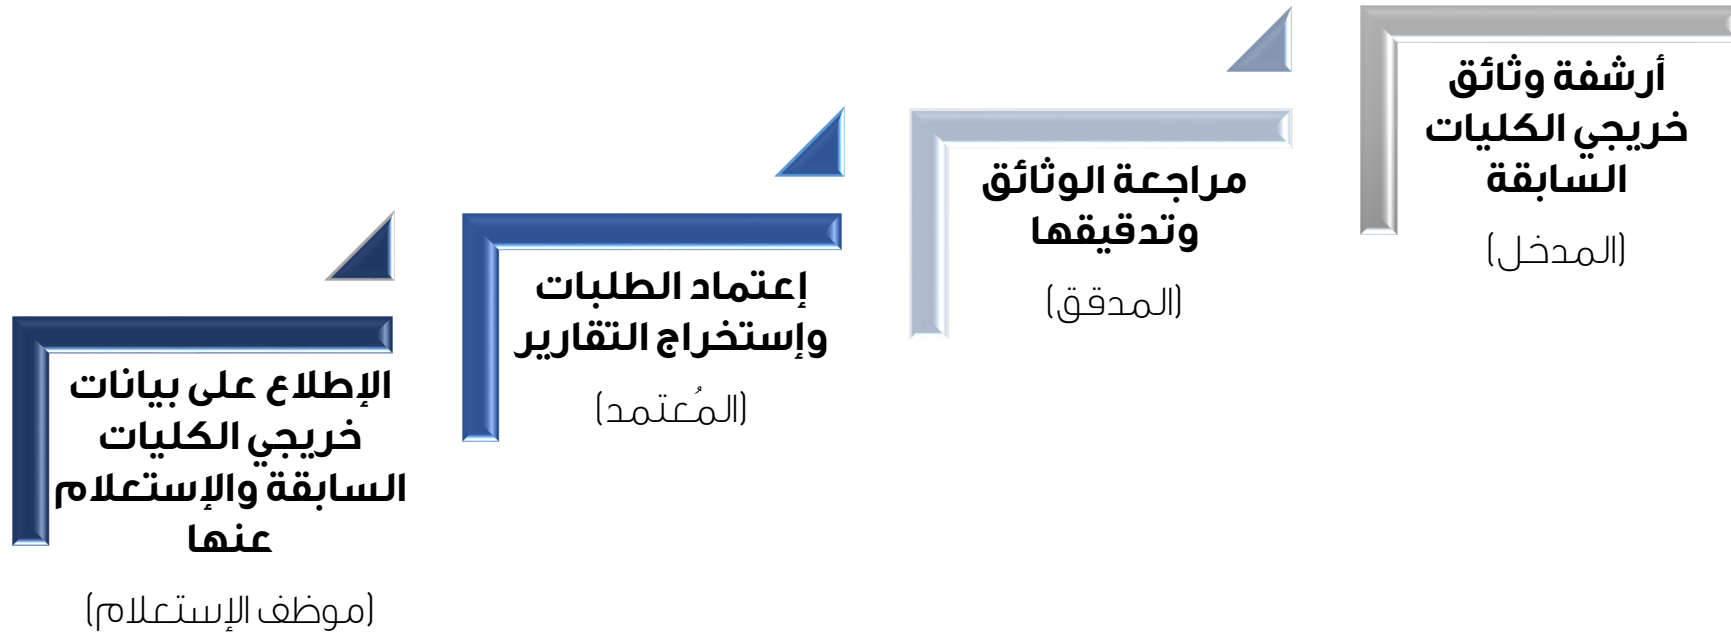 أرشفة وثائق
خريجي الكليات
السابقة
(المدخل)
مراجعة الوثائق
وتدقيقها
(المدقق)
إعتماد الطلبات
وإستخراج التقارير
(المُعتمد)
الإطلاع على بيانات
خريجي الكليات
السابقة والإستعلام
عنها
(موظف الإستعلام)